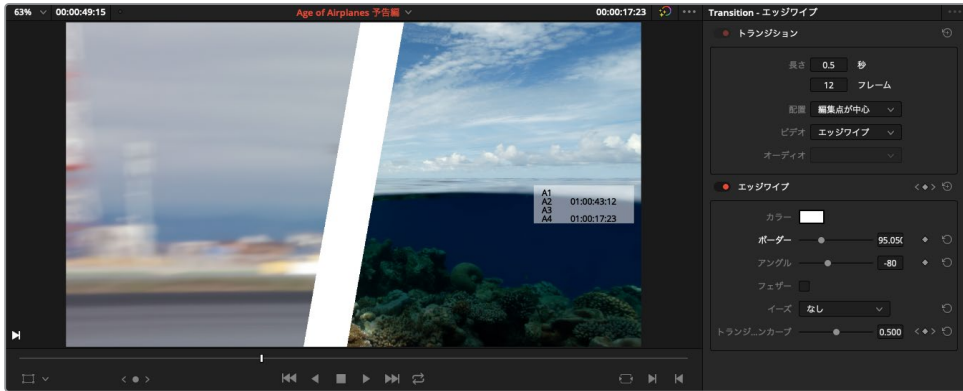 63% 00:00:49:15 Age of Airplanes 予告編 00:00:17:23 Transition - エッジワイプ
トランジション
長さ 0.5 秒
12 フレーム
配置 編集点が中心
ビデオ エッジワイプ
オーディオ
エッジワイプ
カラー
ボーダー 95.050
アングル -80
フェザー
イーズ なし
トランジ...ンカーブ 0.500
A1
A2 01:00:43:12
A3
A4 01:00:17:23